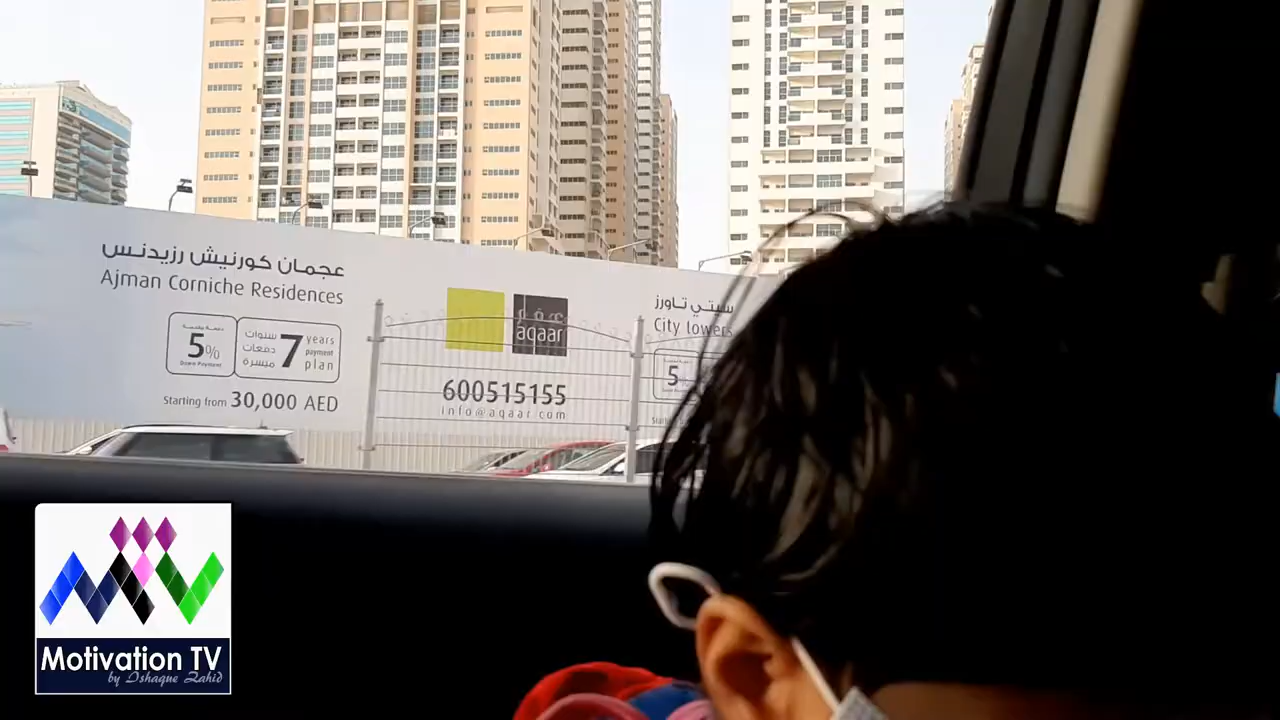 عجمان كورنيش رزيدنس
Ajman Corniche Residences
5%
Down Payment
سنوات
دفعات
ميسرة
7 years
payment
plan
Starting from 30,000 AED
عقار
aqaar
600515155
info@aqaar.com
سيتي تاورز
City towers
5
Motivation TV
by Ishaque Zahid